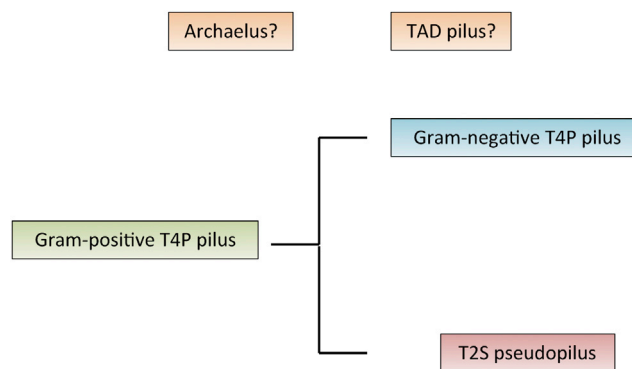 Archaelus?
TAD pilus?
Gram-negative T4P pilus
Gram-positive T4P pilus
T2S pseudopilus